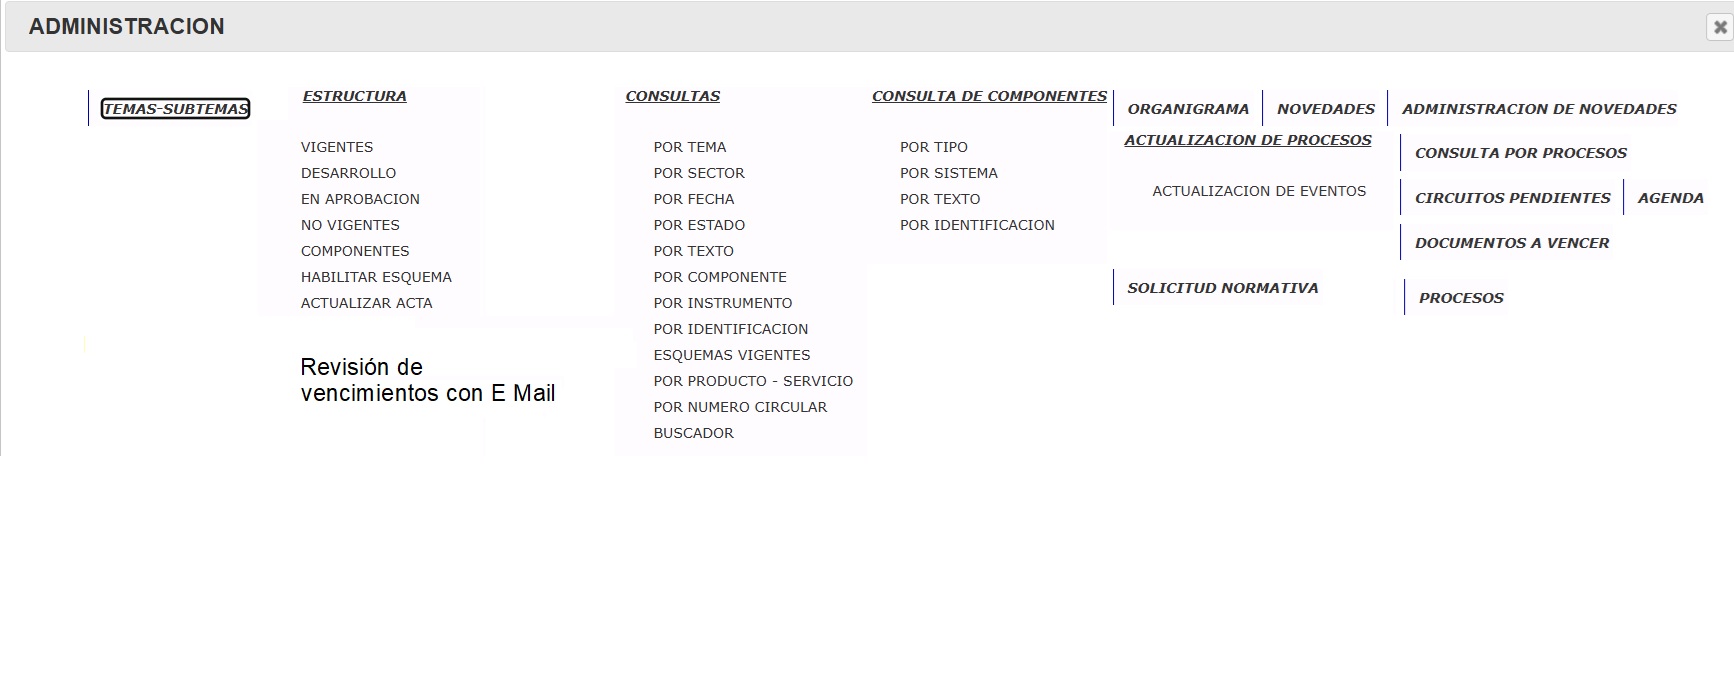 ADMINISTRACION
TEMAS-SUBTEMAS
ESTRUCTURA
VIGENTES
DESARROLLO
EN APROBACION
NO VIGENTES
COMPONENTES
HABILITAR ESQUEMA
ACTUALIZAR ACTA
Revisión de
vencimientos con E Mail
CONSULTAS
POR TEMA
POR SECTOR
POR FECHA
POR ESTADO
POR TEXTO
POR COMPONENTE
POR INSTRUMENTO
POR IDENTIFICACION
ESQUEMAS VIGENTES
POR PRODUCTO - SERVICIO
POR NUMERO CIRCULAR
BUSCADOR
CONSULTA DE COMPONENTES
POR TIPO
POR SISTEMA
POR TEXTO
POR IDENTIFICACION
ORGANIGRAMA
NOVEDADES
ADMINISTRACION DE NOVEDADES
ACTUALIZACION DE PROCESOS
ACTUALIZACION DE EVENTOS
CONSULTA POR PROCESOS
CIRCUITOS PENDIENTES
AGENDA
DOCUMENTOS A VENCER
SOLICITUD NORMATIVA
PROCESOS